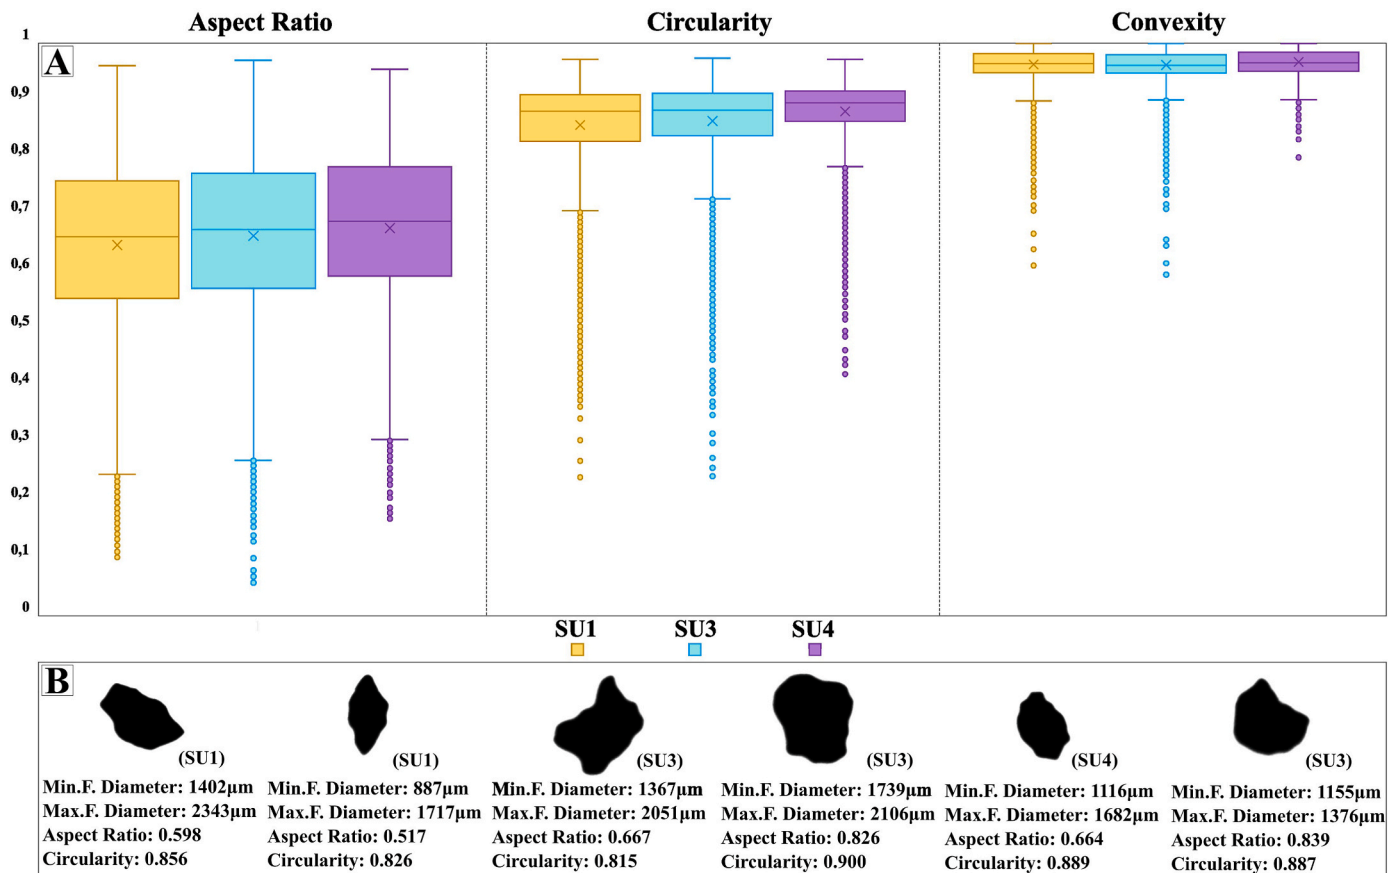 Aspect Ratio Circularity Convexity
1
A
0,9
0,8
0,7
0,6
0,5
0,4
0,3
0,2
0,1
0
SU1 SU3 SU4
B
(SU1) (SU1) (SU3) (SU3) (SU4) (SU3)
Min.F. Diameter: 1402µm
Max.F. Diameter: 2343µm
Aspect Ratio: 0.598
Circularity: 0.856
Min.F. Diameter: 887µm
Max.F. Diameter: 1717µm
Aspect Ratio: 0.517
Circularity: 0.826
Min.F. Diameter: 1367µm
Max.F. Diameter: 2051µm
Aspect Ratio: 0.667
Circularity: 0.815
Min.F. Diameter: 1739µm
Max.F. Diameter: 2106µm
Aspect Ratio: 0.826
Circularity: 0.900
Min.F. Diameter: 1116µm
Max.F. Diameter: 1682µm
Aspect Ratio: 0.664
Circularity: 0.889
Min.F. Diameter: 1155µm
Max.F. Diameter: 1376µm
Aspect Ratio: 0.839
Circularity: 0.887